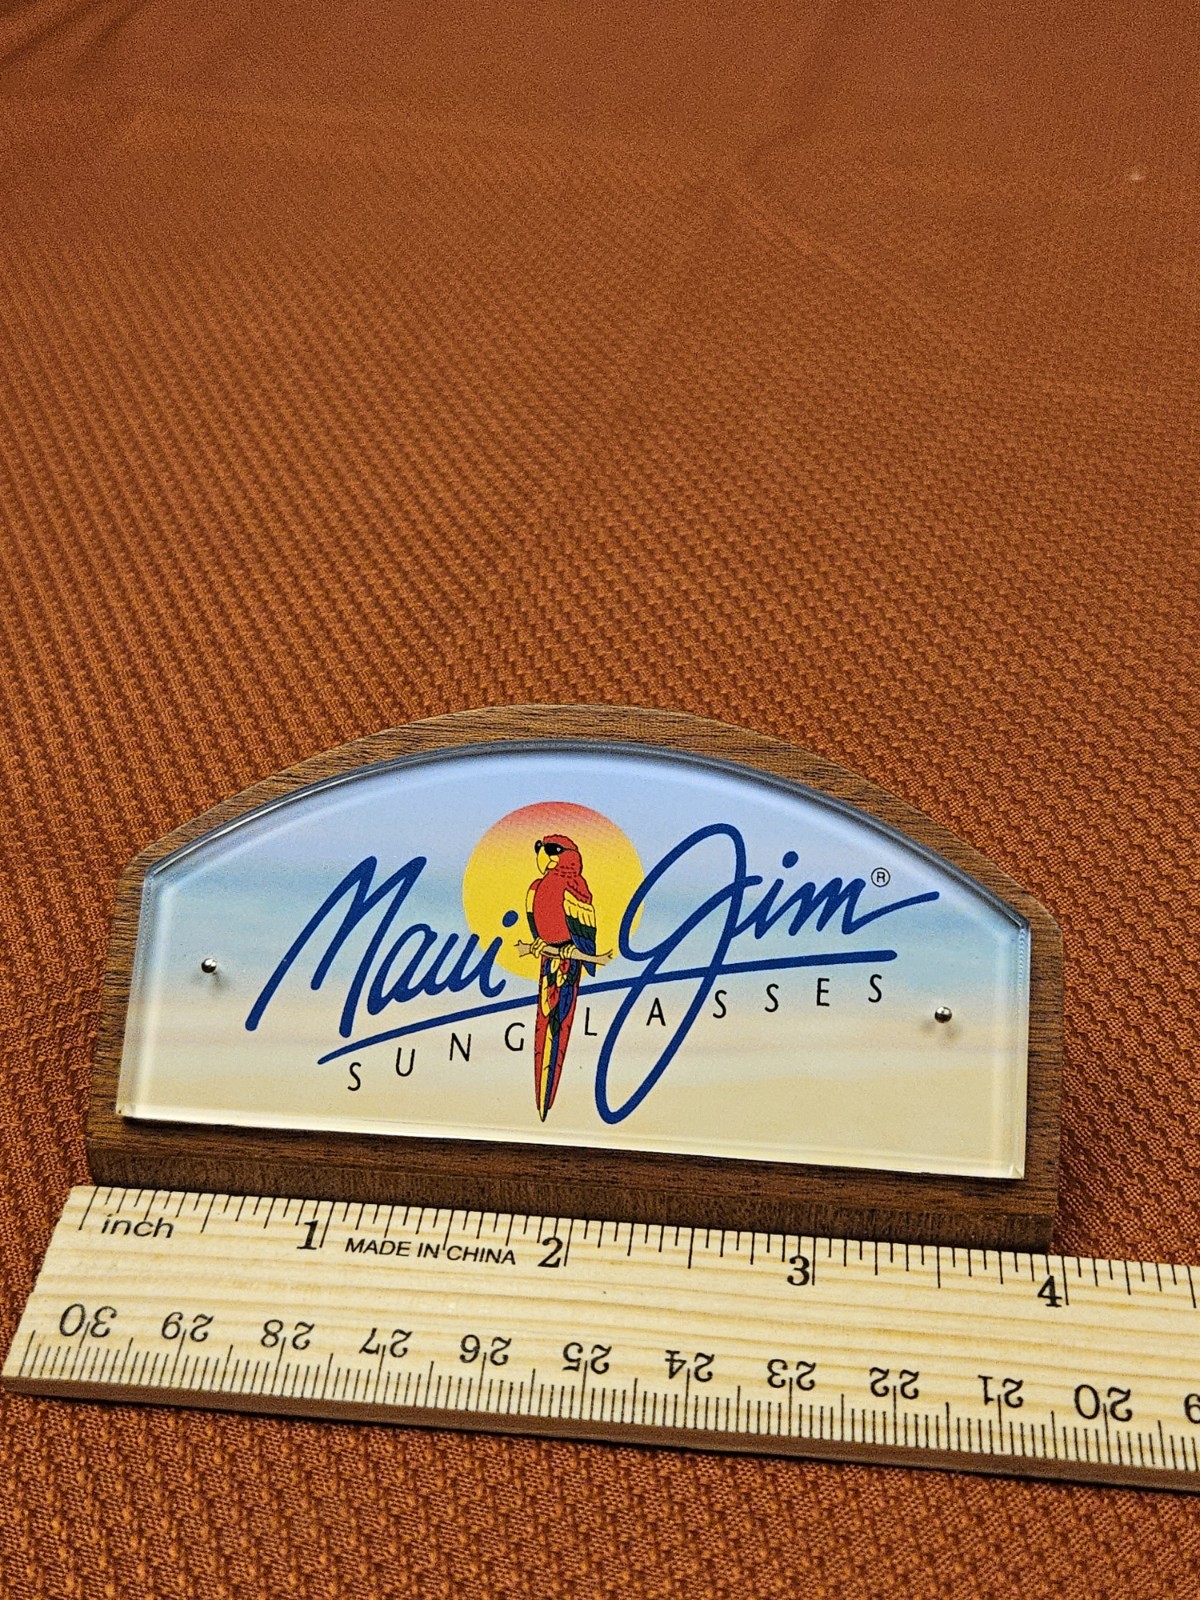 Maui Jim®
SUNGLASSES
inch 1 2 3 4
MADE IN CHINA
30 29 28 27 26 25 24 23 22 21 20